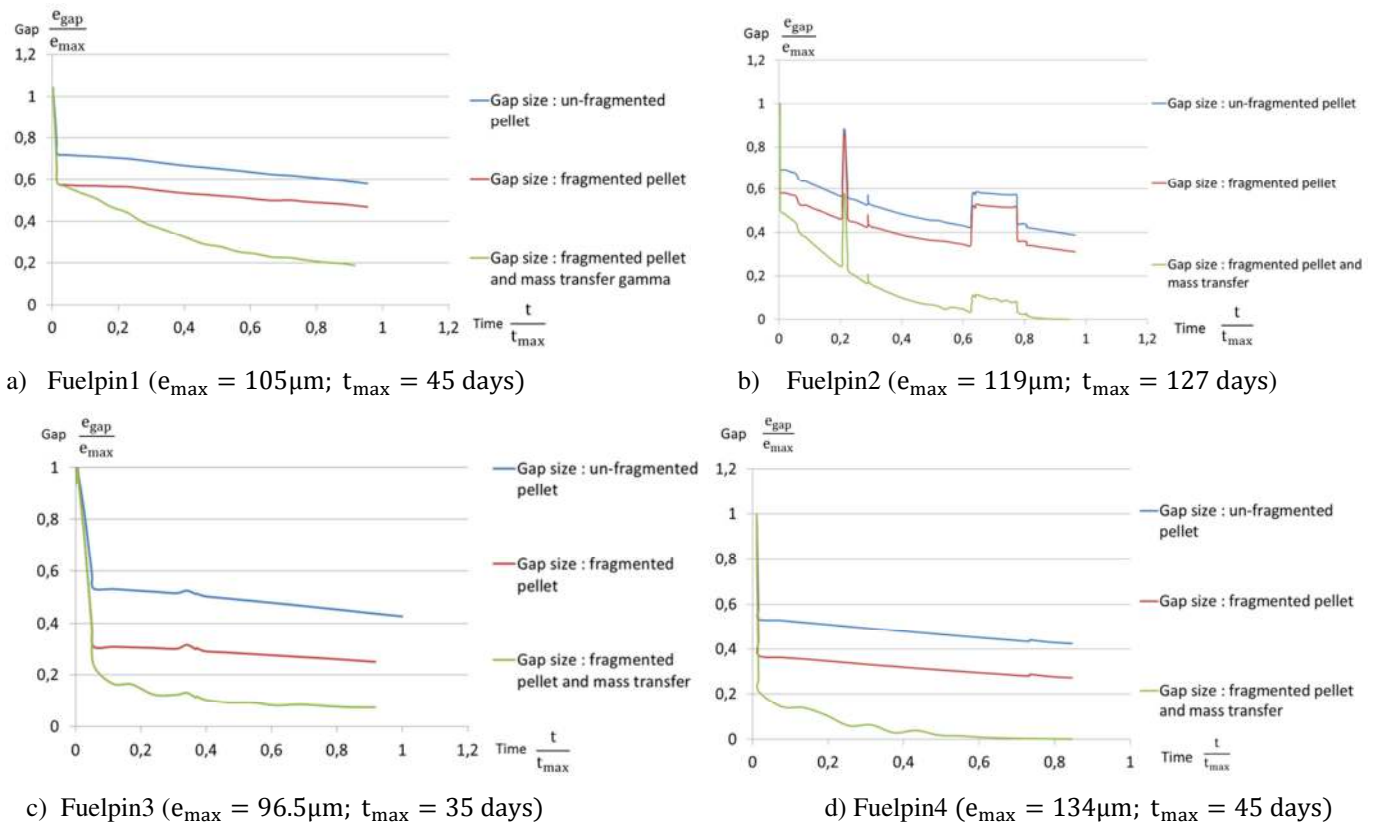 Gap e_gap / e_max
1,2
1
0,8
0,6
0,4
0,2
0
0 0,2 0,4 0,6 0,8 1 1,2
Gap size : un-fragmented
pellet
Gap size : fragmented pellet
Gap size : fragmented pellet
and mass transfer gamma
Time t / t_max
a) Fuelpin1 (e_max = 105μm; t_max = 45 days)
Gap e_gap / e_max
1,2
1
0,8
0,6
0,4
0,2
0
0 0,2 0,4 0,6 0,8 1
Gap size : un-fragmented pellet
Gap size : fragmented pellet
Gap size : fragmented pellet and
mass transfer
Time t / t_max
b) Fuelpin2 (e_max = 119μm; t_max = 127 days)
Gap e_gap / e_max
1
0,8
0,6
0,4
0,2
0
0 0,2 0,4 0,6 0,8 1 1,2
Gap size : un-fragmented
pellet
Gap size : fragmented
pellet
Gap size : fragmented
pellet and mass transfer
Time t / t_max
c) Fuelpin3 (e_max = 96.5μm; t_max = 35 days)
Gap e_gap / e_max
1,2
1
0,8
0,6
0,4
0,2
0
0 0,2 0,4 0,6 0,8 1
Gap size : un-fragmented
pellet
Gap size : fragmented pellet
Gap size : fragmented pellet
and mass transfer
Time t / t_max
d) Fuelpin4 (e_max = 134μm; t_max = 45 days)